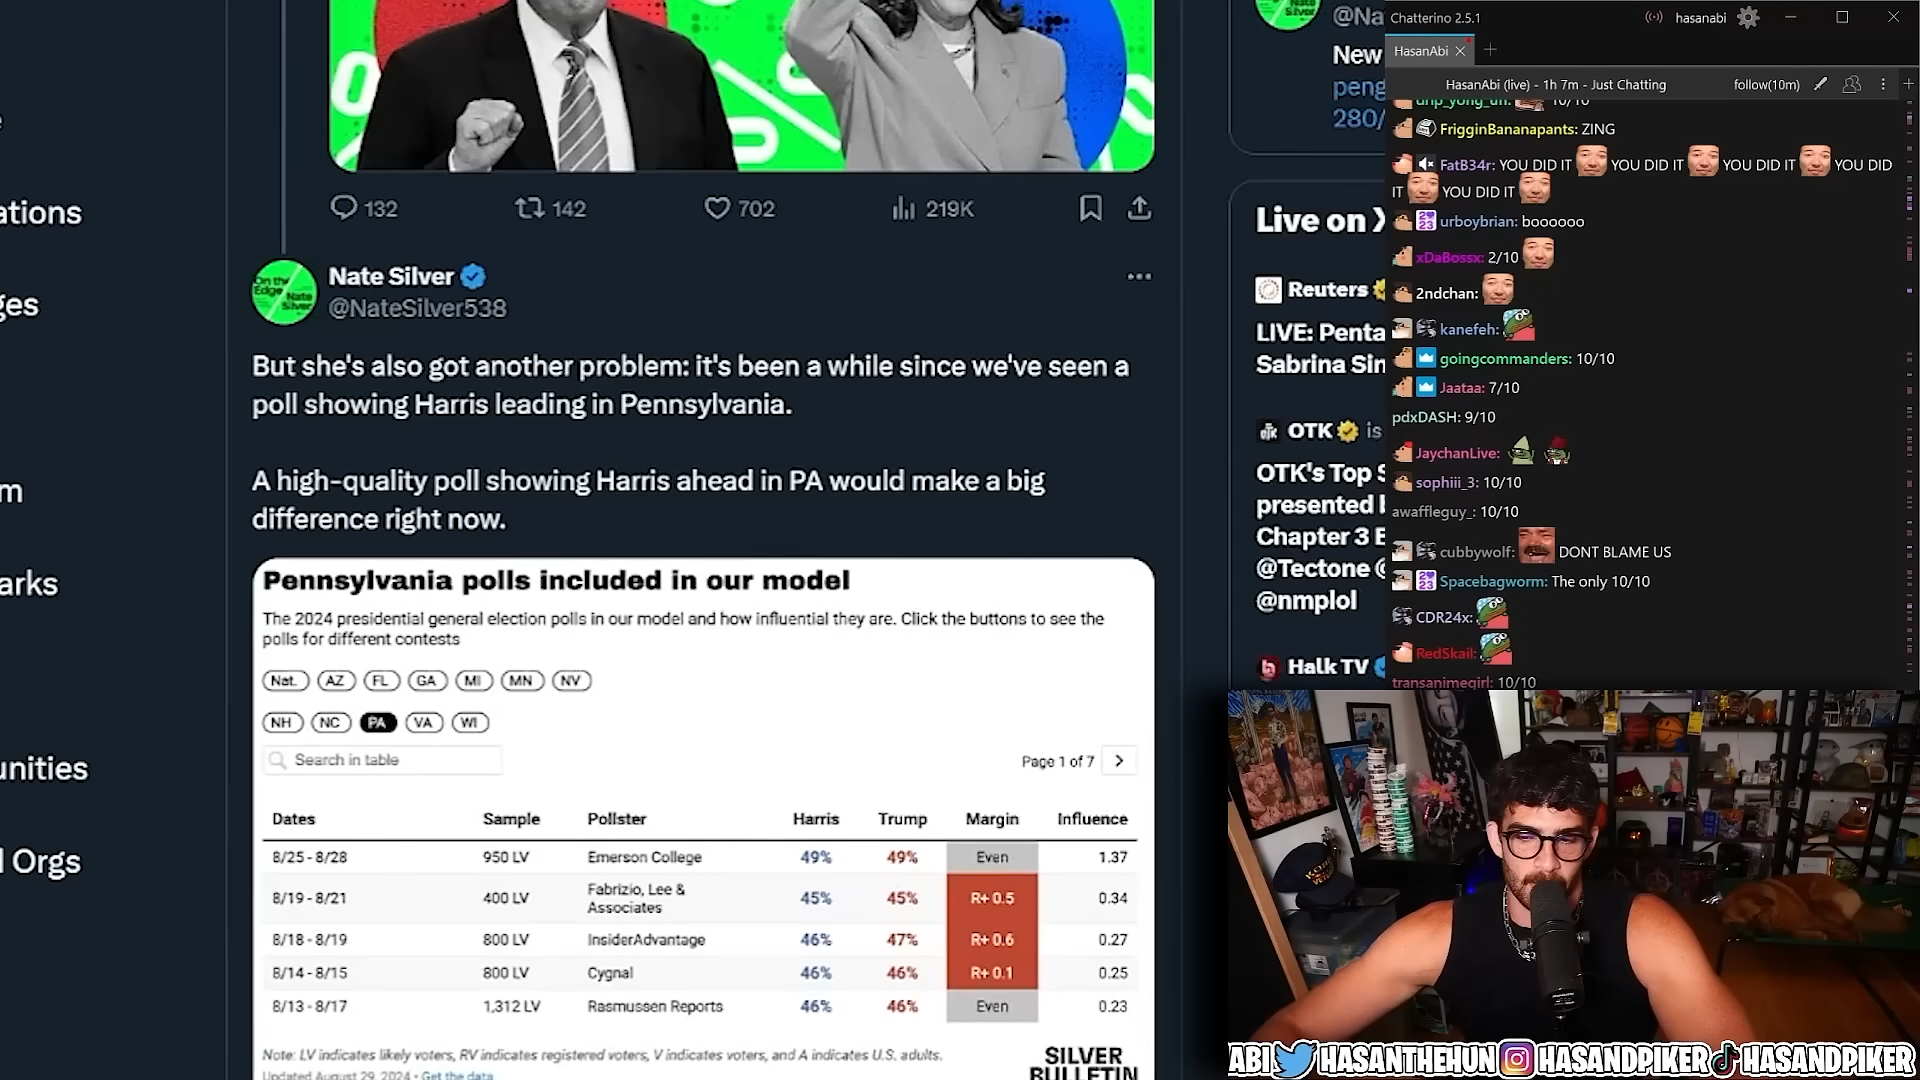 132
142
702
219K
Nate Silver
@NateSilver538
But she's also got another problem: it's been a while since we've seen a
poll showing Harris leading in Pennsylvania.
A high-quality poll showing Harris ahead in PA would make a big
difference right now.
Pennsylvania polls included in our model
The 2024 presidential general election polls in our model and how influential they are. Click the buttons to see the
polls for different contests
Nat. AZ FL GA MI MN NV
NH NC PA VA WI
Search in table
Page 1 of 7
Dates Sample Pollster Harris Trump Margin Influence
8/25 - 8/28 950 LV Emerson College 49% 49% Even 1.37
8/19 - 8/21 400 LV Fabrizio, Lee &
Associates 45% 45% R+ 0.5 0.34
8/18 - 8/19 800 LV InsiderAdvantage 46% 47% R+ 0.6 0.27
8/14 - 8/15 800 LV Cygnal 46% 46% R+ 0.1 0.25
8/13 - 8/17 1,312 LV Rasmussen Reports 46% 46% Even 0.23
Note: LV indicates likely voters, RV indicates registered voters, V indicates voters, and A indicates U.S. adults.
Updated August 29, 2024 • Get the data
SILVER
BULLETIN
ations
ges
m
arks
unities
l Orgs
@Na
New
peng
280/
Live on X
Reuters
LIVE: Penta
Sabrina Sin
OTK is
OTK's Top S
presented b
Chapter 3 E
@Tectone
@nmplol
Halk TV
Chatterino 2.5.1
hasanabi
HasanAbi
HasanAbi (live) - 1h 7m - Just Chatting
follow(10m)
10/10
FrigginBananapants: ZING
FatB34r: YOU DID IT YOU DID IT YOU DID IT YOU DID
IT YOU DID IT
urboybrian: boooooo
xDaBossx: 2/10
2ndchan:
kanefeh:
goingcommanders: 10/10
Jaataa: 7/10
pdxDASH: 9/10
JaychanLive:
sophiii_3: 10/10
awaffleguy_: 10/10
cubbywolf: DONT BLAME US
Spacebagworm: The only 10/10
CDR24x:
RedSkail:
transanimegirl: 10/10
ABI HASANTHEHUN HASANDPIKER HASANDPIKER